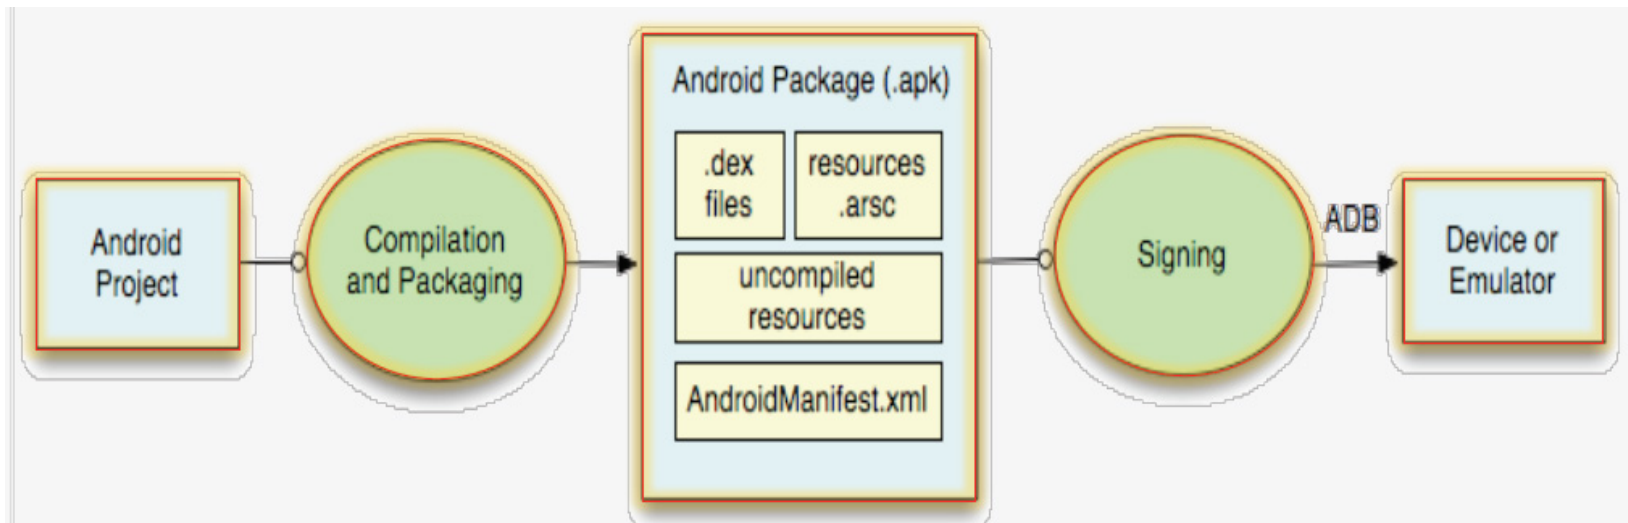 Android
Project
Compilation
and Packaging
Android Package (.apk)
.dex
files
resources
.arsc
uncompiled
resources
AndroidManifest.xml
Signing
ADB
Device or
Emulator